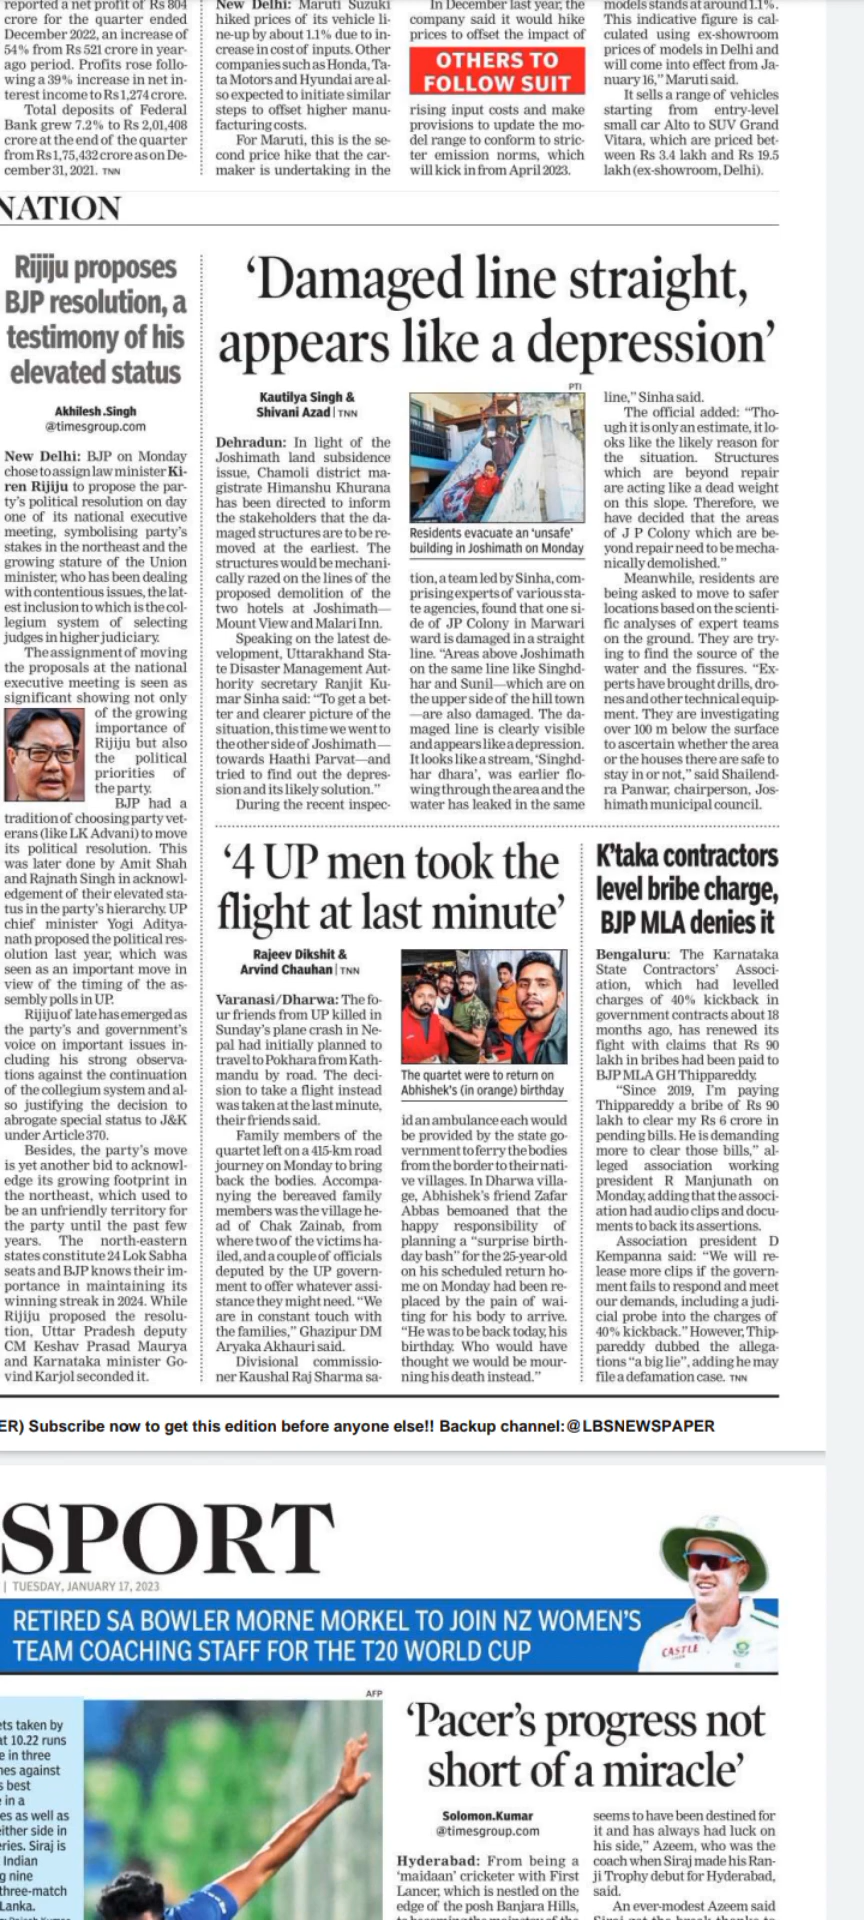 reported a net profit of Rs 804
crore for the quarter ended
December 2022, an increase of
54% from Rs 521 crore in year-
ago period. Profits rose follo-
wing a 39% increase in net in-
terest income to Rs 1,274 crore.
Total deposits of Federal
Bank grew 7.2% to Rs 2,01,408
crore at the end of the quarter
from Rs 1,75,432 crore as on De-
cember 31, 2021. TNN
New Delhi: Maruti Suzuki
hiked prices of its vehicle li-
ne-up by about 1.1% due to in-
crease in cost of inputs. Other
companies such as Honda, Ta-
ta Motors and Hyundai are al-
so expected to initiate similar
steps to offset higher manu-
facturing costs.
For Maruti, this is the se-
cond price hike that the car-
maker is undertaking in the
In December last year, the
company said it would hike
prices to offset the impact of
OTHERS TO
FOLLOW SUIT
rising input costs and make
provisions to update the mo-
del range to conform to stric-
ter emission norms, which
will kick in from April 2023.
models stands at around 1.1%.
This indicative figure is cal-
culated using ex-showroom
prices of models in Delhi and
will come into effect from Ja-
nuary 16,” Maruti said.
It sells a range of vehicles
starting from entry-level
small car Alto to SUV Grand
Vitara, which are priced bet-
ween Rs 3.4 lakh and Rs 19.5
lakh (ex-showroom, Delhi).
NATION
Rijiju proposes
BJP resolution, a
testimony of his
elevated status
Akhilesh.Singh
@timesgroup.com
New Delhi: BJP on Monday
chose to assign law minister Ki-
ren Rijiju to propose the par-
ty's political resolution on day
one of its national executive
meeting, symbolising party's
stakes in the northeast and the
growing stature of the Union
minister, who has been dealing
with contentious issues, the lat-
est inclusion to which is the col-
legium system of selecting
judges in higher judiciary.
The assignment of moving
the proposals at the national
executive meeting is seen as
significant showing not only
of the growing
importance of
Rijiju but also
the political
priorities of
the party.
BJP had a
tradition of choosing party vet-
erans (like LK Advani) to move
its political resolution. This
was later done by Amit Shah
and Rajnath Singh in acknowl-
edgement of their elevated sta-
tus in the party's hierarchy. UP
chief minister Yogi Aditya-
nath proposed the political res-
olution last year, which was
seen as an important move in
view of the timing of the as-
sembly polls in UP.
Rijiju of late has emerged as
the party's and government's
voice on important issues in-
cluding his strong observa-
tions against the continuation
of the collegium system and al-
so justifying the decision to
abrogate special status to J&K
under Article 370.
Besides, the party's move
is yet another bid to acknowl-
edge its growing footprint in
the northeast, which used to
be an unfriendly territory for
the party until the past few
years. The north-eastern
states constitute 24 Lok Sabha
seats and BJP knows their im-
portance in maintaining its
winning streak in 2024. While
Rijiju proposed the resolu-
tion, Uttar Pradesh deputy
CM Keshav Prasad Maurya
and Karnataka minister Go-
vind Karjol seconded it.
‘Damaged line straight,
appears like a depression’
Kautilya Singh &
Shivani Azad | TNN
Dehradun: In light of the
Joshimath land subsidence
issue, Chamoli district ma-
gistrate Himanshu Khurana
has been directed to inform
the stakeholders that the da-
maged structures are to be re-
moved at the earliest. The
structures would be mechani-
cally razed on the lines of the
proposed demolition of the
two hotels at Joshimath—
Mount View and Malari Inn.
Speaking on the latest de-
velopment, Uttarakhand Sta-
te Disaster Management Aut-
hority secretary Ranjit Ku-
mar Sinha said: “To get a bet-
ter and clearer picture of the
situation, this time we went to
the other side of Joshimath—
towards Haathi Parvat—and
tried to find out the depres-
sion and its likely solution.”
During the recent inspec-
PTI
Residents evacuate an ‘unsafe’
building in Joshimath on Monday
tion, a team led by Sinha, com-
prising experts of various sta-
te agencies, found that one si-
de of JP Colony in Marwari
ward is damaged in a straight
line. “Areas above Joshimath
on the same line like Singhd-
har and Sunil—which are on
the upper side of the hill town
—are also damaged. The da-
maged line is clearly visible
and appears like a depression.
It looks like a stream, ‘Singhd-
har dhara’, was earlier flo-
wing through the area and the
water has leaked in the same
line,” Sinha said.
The official added: “Tho-
ugh it is only an estimate, it lo-
oks like the likely reason for
the situation. Structures
which are beyond repair
are acting like a dead weight
on this slope. Therefore, we
have decided that the areas
of J P Colony which are be-
yond repair need to be mecha-
nically demolished.”
Meanwhile, residents are
being asked to move to safer
locations based on the scienti-
fic analyses of expert teams
on the ground. They are try-
ing to find the source of the
water and the fissures. “Ex-
perts have brought drills, dro-
nes and other technical equip-
ment. They are investigating
over 100 m below the surface
to ascertain whether the area
or the houses there are safe to
stay in or not,” said Shailend-
ra Panwar, chairperson, Jos-
himath municipal council.
‘4 UP men took the
flight at last minute’
Rajeev Dikshit &
Arvind Chauhan | TNN
Varanasi/Dharwa: The fo-
ur friends from UP killed in
Sunday's plane crash in Ne-
pal had initially planned to
travel to Pokhara from Kath-
mandu by road. The deci-
sion to take a flight instead
was taken at the last minute,
their friends said.
Family members of the
quartet left on a 415-km road
journey on Monday to bring
back the bodies. Accompa-
nying the bereaved family
members was the village he-
ad of Chak Zainab, from
where two of the victims ha-
iled, and a couple of officials
deputed by the UP govern-
ment to offer whatever assi-
stance they might need. “We
are in constant touch with
the families,” Ghazipur DM
Aryaka Akhauri said.
Divisional commissio-
ner Kaushal Raj Sharma sa-
The quartet were to return on
Abhishek's (in orange) birthday
id an ambulance each would
be provided by the state go-
vernment to ferry the bodies
from the border to their nati-
ve villages. In Dharwa villa-
ge, Abhishek's friend Zafar
Abbas bemoaned that the
happy responsibility of
planning a “surprise birth-
day bash” for the 25-year-old
on his scheduled return ho-
me on Monday had been re-
placed by the pain of wai-
ting for his body to arrive.
“He was to be back today, his
birthday. Who would have
thought we would be mour-
ning his death instead.”
K'taka contractors
level bribe charge,
BJP MLA denies it
Bengaluru: The Karnataka
State Contractors' Associ-
ation, which had levelled
charges of 40% kickback in
government contracts about 18
months ago, has renewed its
fight with claims that Rs 90
lakh in bribes had been paid to
BJP MLA GH Thippareddy.
“Since 2019, I'm paying
Thippareddy a bribe of Rs 90
lakh to clear my Rs 6 crore in
pending bills. He is demanding
more to clear those bills,” al-
leged association working
president R Manjunath on
Monday, adding that the associ-
ation had audio clips and docu-
ments to back its assertions.
Association president D
Kempanna said: “We will re-
lease more clips if the govern-
ment fails to respond and meet
our demands, including a judi-
cial probe into the charges of
40% kickback.” However, Thip-
pareddy dubbed the allega-
tions “a big lie”, adding he may
file a defamation case. TNN
ER) Subscribe now to get this edition before anyone else!! Backup channel:@LBSNEWSPAPER
SPORT
| TUESDAY, JANUARY 17, 2023
RETIRED SA BOWLER MORNE MORKEL TO JOIN NZ WOMEN'S
TEAM COACHING STAFF FOR THE T20 WORLD CUP
CASTLE
ets taken by
at 10.22 runs
e in three
nes against
s best
e in a
es as well as
either side in
eries. Siraj is
Indian
g nine
three-match
Lanka.
AFP
‘Pacer's progress not
short of a miracle’
Solomon.Kumar
@timesgroup.com
Hyderabad: From being a
‘maidaan’ cricketer with First
Lancer, which is nestled on the
edge of the posh Banjara Hills,
seems to have been destined for
it and has always had luck on
his side,” Azeem, who was the
coach when Siraj made his Ran-
ji Trophy debut for Hyderabad,
said.
An ever-modest Azeem said